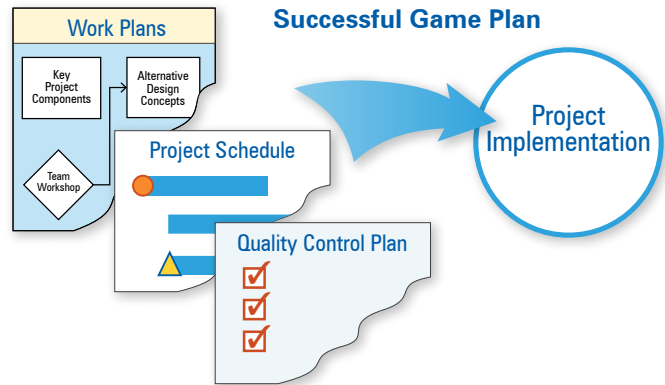 Successful Game Plan
Work Plans
Key
Project
Components
Alternative
Design
Concepts
Team
Workshop
Project Schedule
Quality Control Plan
Project
Implementation